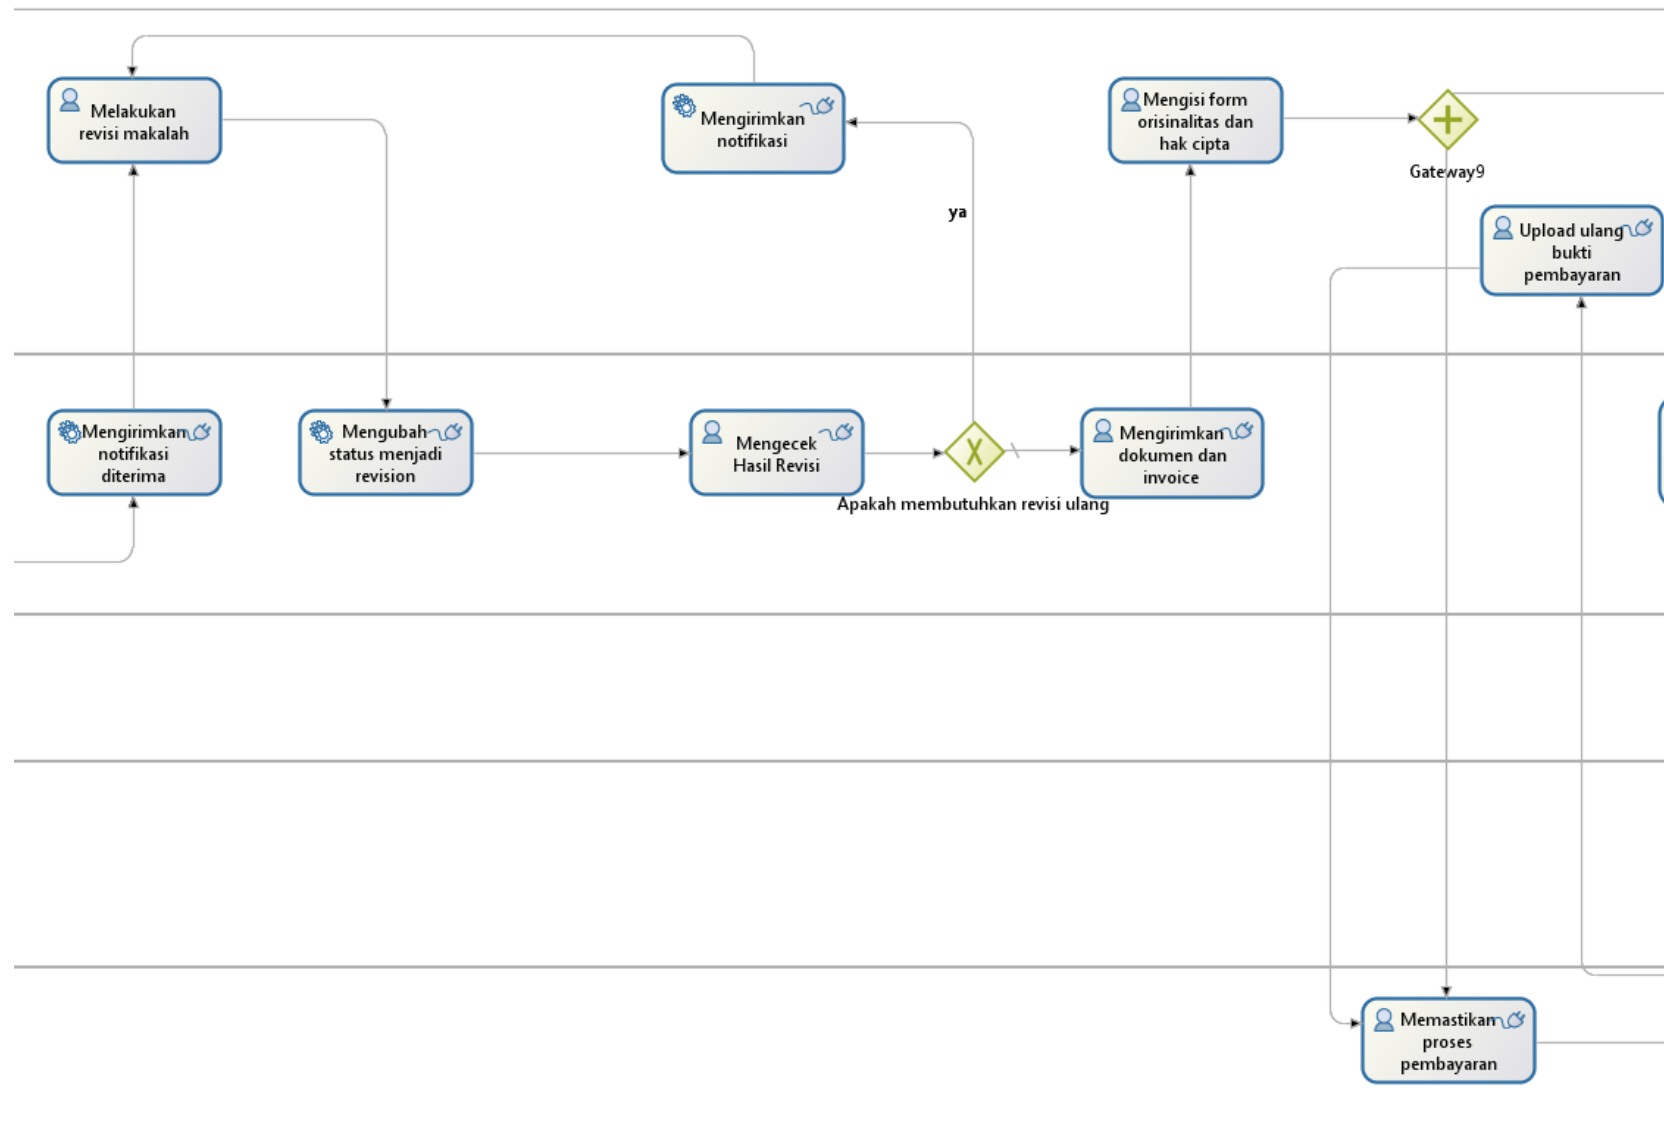 Melakukan
revisi makalah
Mengirimkan
notifikasi
Mengisi form
orisinalitas dan
hak cipta
Gateway9
Upload ulang
bukti
pembayaran
ya
Mengirimkan
notifikasi
diterima
Mengubah
status menjadi
revision
Mengecek
Hasil Revisi
Apakah membutuhkan revisi ulang
Mengirimkan
dokumen dan
invoice
Memastikan
proses
pembayaran